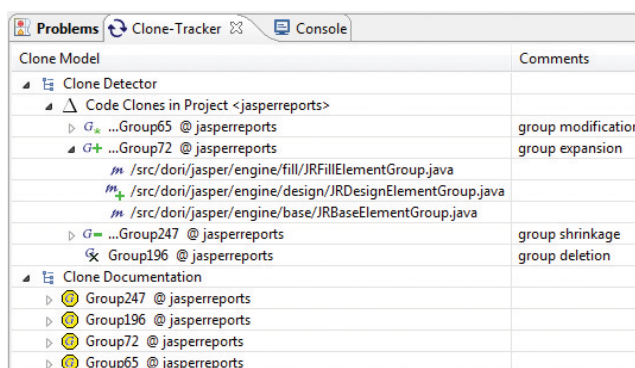 Problems Clone-Tracker Console
Clone Model Comments
Clone Detector
Δ Code Clones in Project <jasperreports>
G* ...Group65 @ jasperreports group modification
G+ ...Group72 @ jasperreports group expansion
m /src/dori/jasper/engine/fill/JRFillElementGroup.java
m+ /src/dori/jasper/engine/design/JRDesignElementGroup.java
m /src/dori/jasper/engine/base/JRBaseElementGroup.java
G- ...Group247 @ jasperreports group shrinkage
Gx Group196 @ jasperreports group deletion
Clone Documentation
G Group247 @ jasperreports
G Group196 @ jasperreports
G Group72 @ jasperreports
G Group65 @ jasperreports